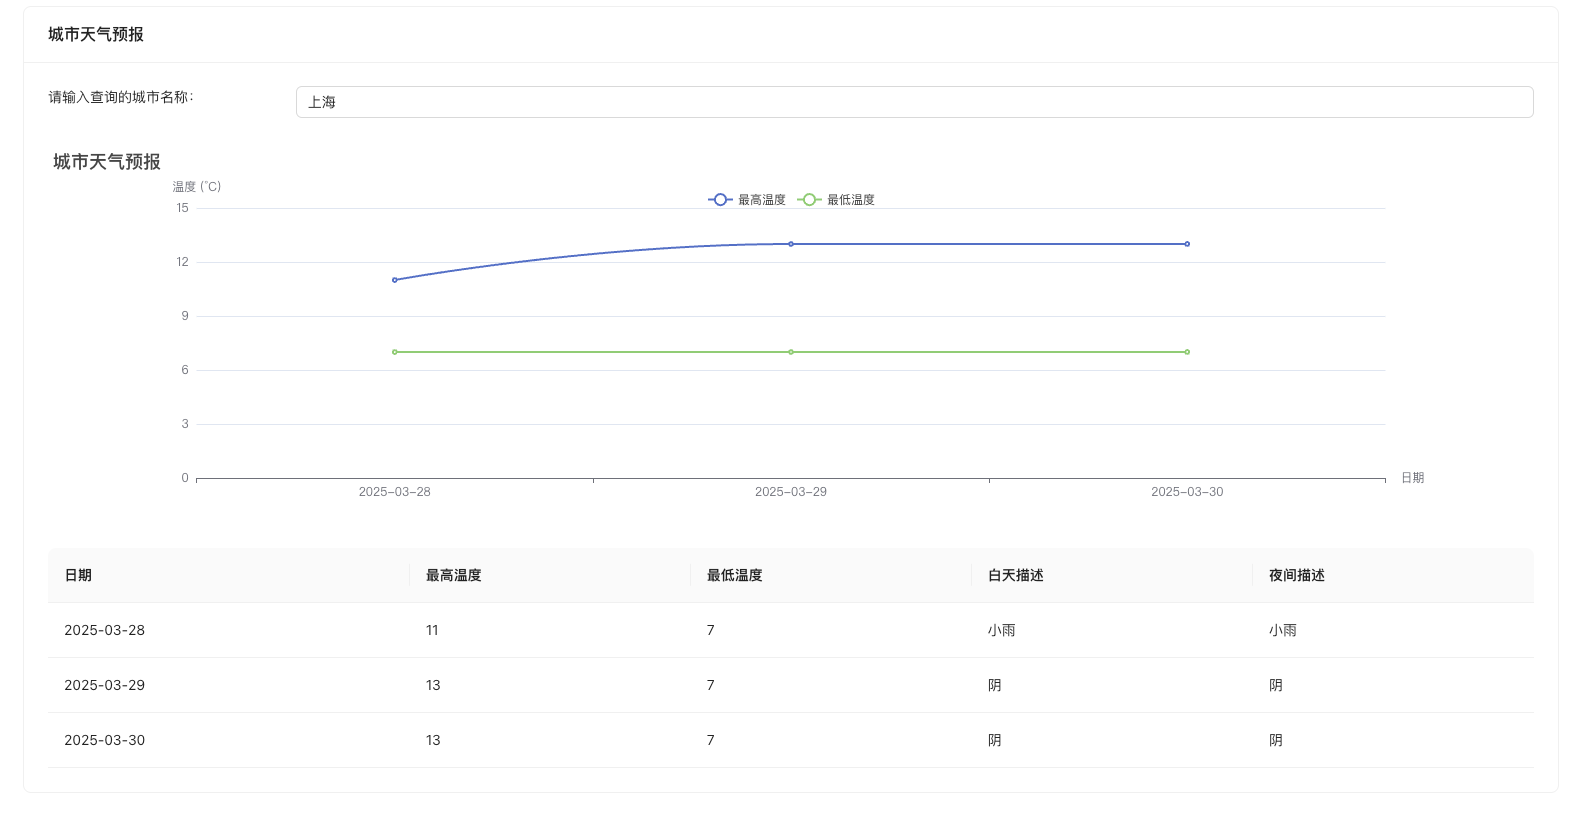 城市天气预报
请输入查询的城市名称:
上海
城市天气预报
温度 (°C)
最高温度 最低温度
15
12
9
6
3
0
2025-03-28 2025-03-29 2025-03-30 日期
日期 最高温度 最低温度 白天描述 夜间描述
2025-03-28 11 7 小雨 小雨
2025-03-29 13 7 阴 阴
2025-03-30 13 7 阴 阴